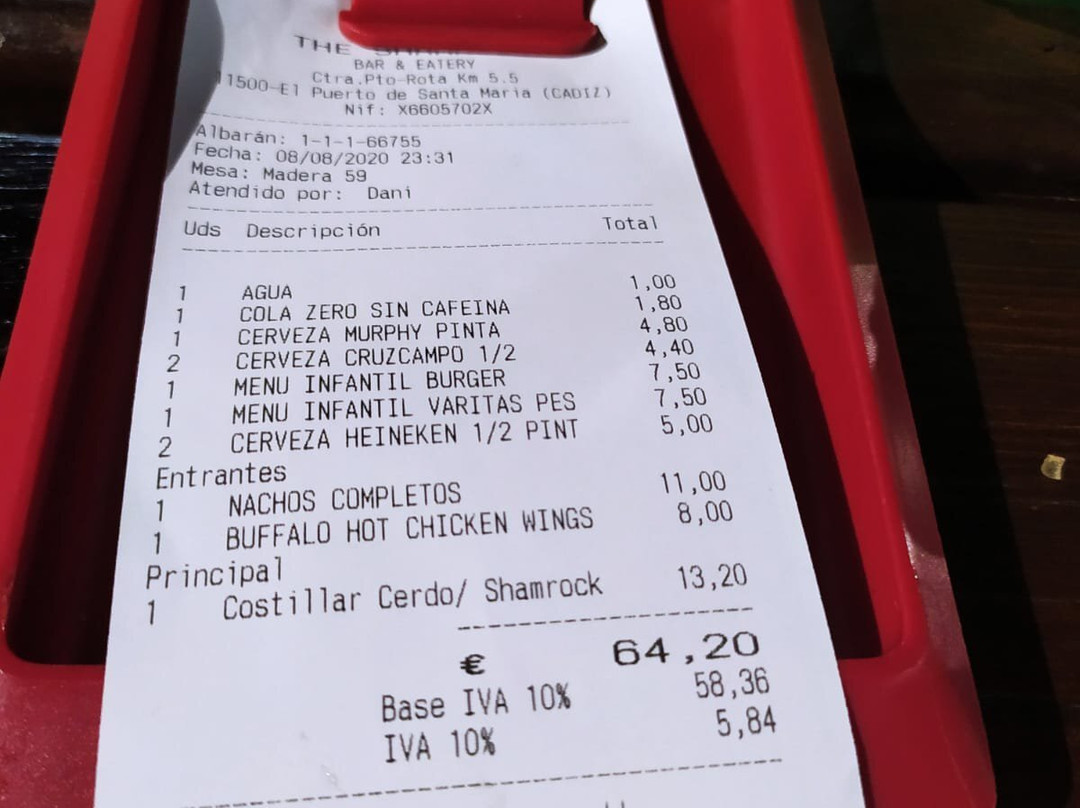 THE
BAR & EATERY
Ctra.Pto-Rota Km 5.5
11500-El Puerto de Santa Maria (CADIZ)
Nif: X6605702X
Albarán: 1-1-1-66755
Fecha: 08/08/2020 23:31
Mesa: Madera 59
Atendido por: Dani
Uds Descripción Total
1 AGUA 1,00
1 COLA ZERO SIN CAFEINA 1,80
1 CERVEZA MURPHY PINTA 4,80
2 CERVEZA CRUZCAMPO 1/2 4,40
1 MENU INFANTIL BURGER 7,50
1 MENU INFANTIL VARITAS PES 7,50
2 CERVEZA HEINEKEN 1/2 PINT 5,00
Entrantes
1 NACHOS COMPLETOS 11,00
1 BUFFALO HOT CHICKEN WINGS 8,00
Principal
1 Costillar Cerdo/ Shamrock 13,20
€ 64,20
Base IVA 10% 58,36
IVA 10% 5,84